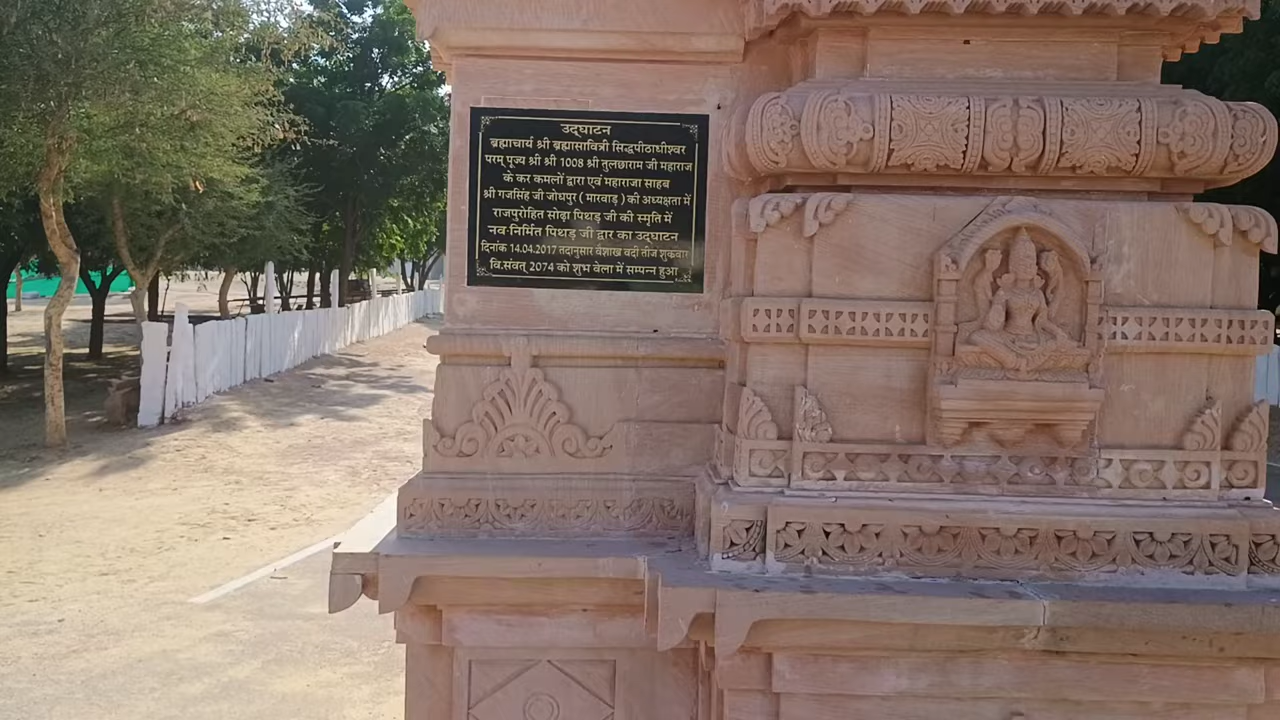 उद्घाटन
ब्रह्माचार्य श्री ब्रह्मासावित्री सिद्धपीठाधीश्वर
परम् पूज्य श्री श्री 1008 श्री तुलछाराम जी महाराज
के कर कमलों द्वारा एवं महाराजा साहब
श्री गजसिंह जी जोधपुर ( मारवाड़ ) की अध्यक्षता में
राजपुरोहित सोढ़ा पिथड़ जी की स्मृति में
नव-निर्मित पिथड़ जी द्वार का उद्घाटन
दिनांक 14.04.2017 तदानुसार वैशाख वदी तीज शुक्रवार
वि.संवत् 2074 को शुभ वेला में सम्पन्न हुआ